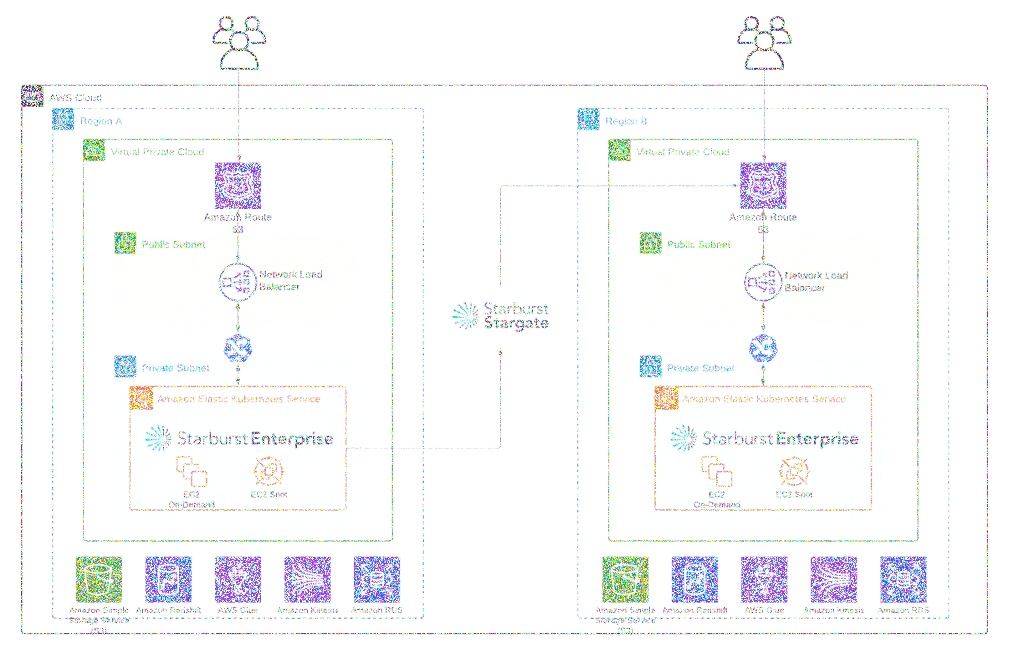 AWS Cloud
Region A
Virtual Private Cloud
Amazon Route
53
Public Subnet
Network Load
Balancer
Private Subnet
Amazon Elastic Kubernetes Service
Starburst Enterprise
EC2
On-Demand
EC2 Spot
Amazon Simple
Storage Service
(S3)
Amazon Redshift
AWS Glue
Amazon Kinesis
Amazon RDS
Starburst
Stargate
Region B
Virtual Private Cloud
Amazon Route
53
Public Subnet
Network Load
Balancer
Private Subnet
Amazon Elastic Kubernetes Service
Starburst Enterprise
EC2
On-Demand
EC2 Spot
Amazon Simple
Storage Service
(S3)
Amazon Redshift
AWS Glue
Amazon Kinesis
Amazon RDS